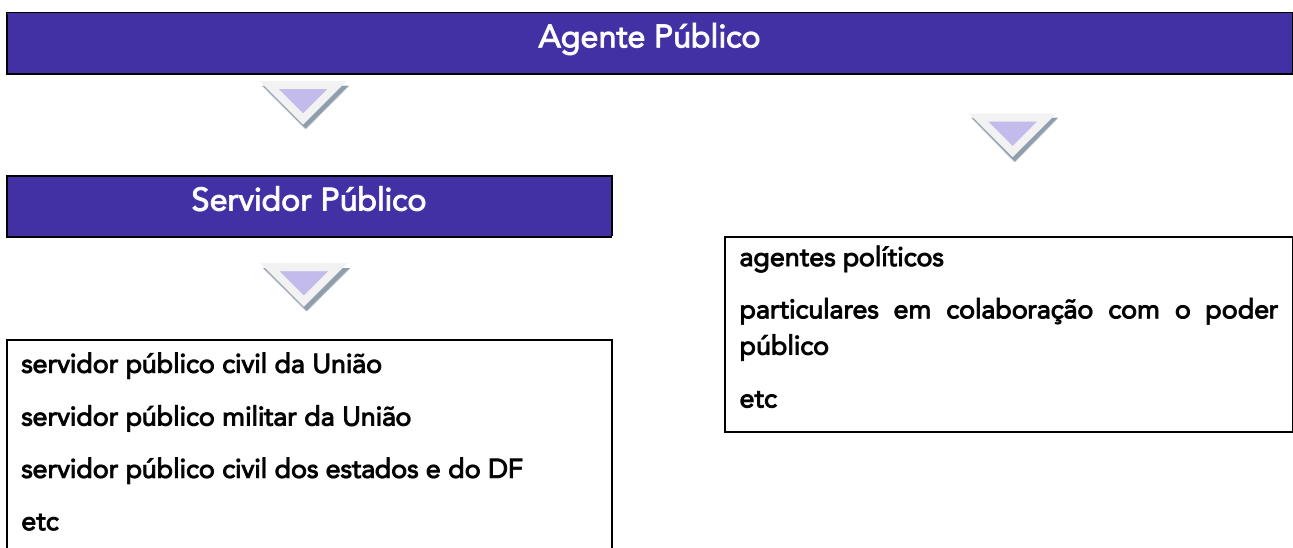 Agente Público
Servidor Público
servidor público civil da União
servidor público militar da União
servidor público civil dos estados e do DF
etc
agentes políticos
particulares em colaboração com o poder
público
etc